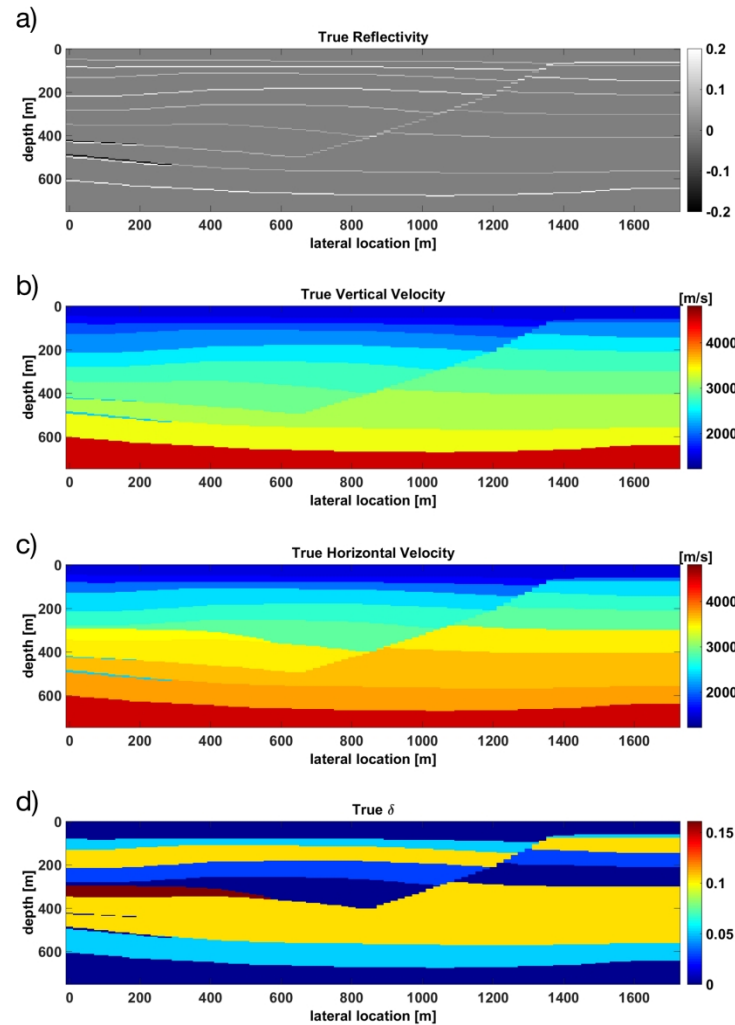 a)
True Reflectivity
0
200
400
600
depth [m]
0 200 400 600 800 1000 1200 1400 1600
lateral location [m]
0.2
0.1
0
-0.1
-0.2
b)
True Vertical Velocity
[m/s]
0
200
400
600
depth [m]
0 200 400 600 800 1000 1200 1400 1600
lateral location [m]
4000
3000
2000
c)
True Horizontal Velocity
[m/s]
0
200
400
600
depth [m]
0 200 400 600 800 1000 1200 1400 1600
lateral location [m]
4000
3000
2000
d)
True δ
0
200
400
600
depth [m]
0 200 400 600 800 1000 1200 1400 1600
lateral location [m]
0.15
0.1
0.05
0